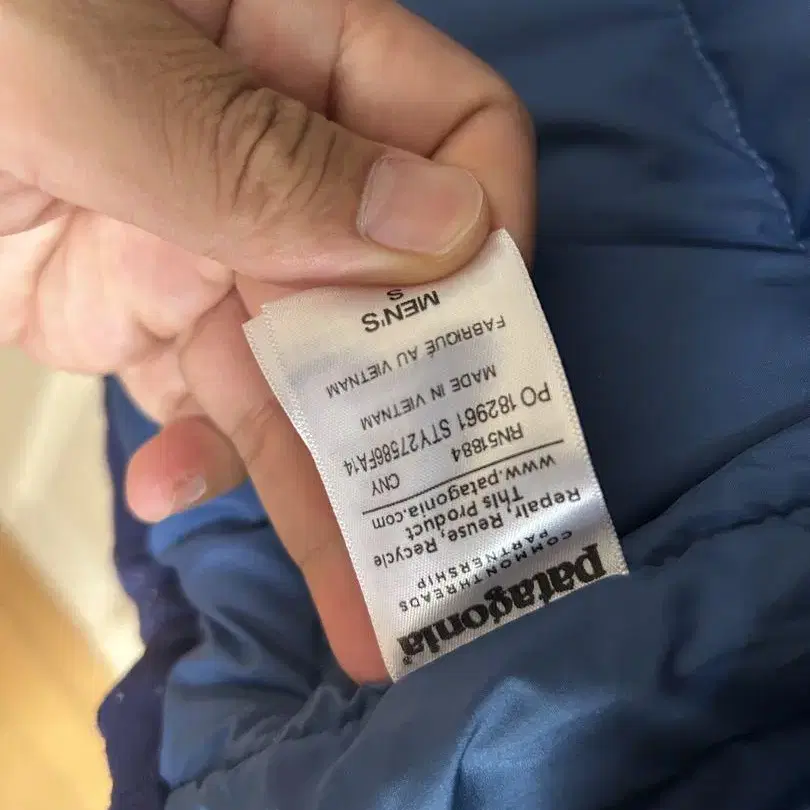 patagonia®
COMMON THREADS
PARTNERSHIP
Repair, Reuse, Recycle
This Product
www.patagonia.com
RN51884 CNY
PO 182961 STY27586FA14
MADE IN VIETNAM
FABRIQUÉ AU VIETNAM
MEN'S
S